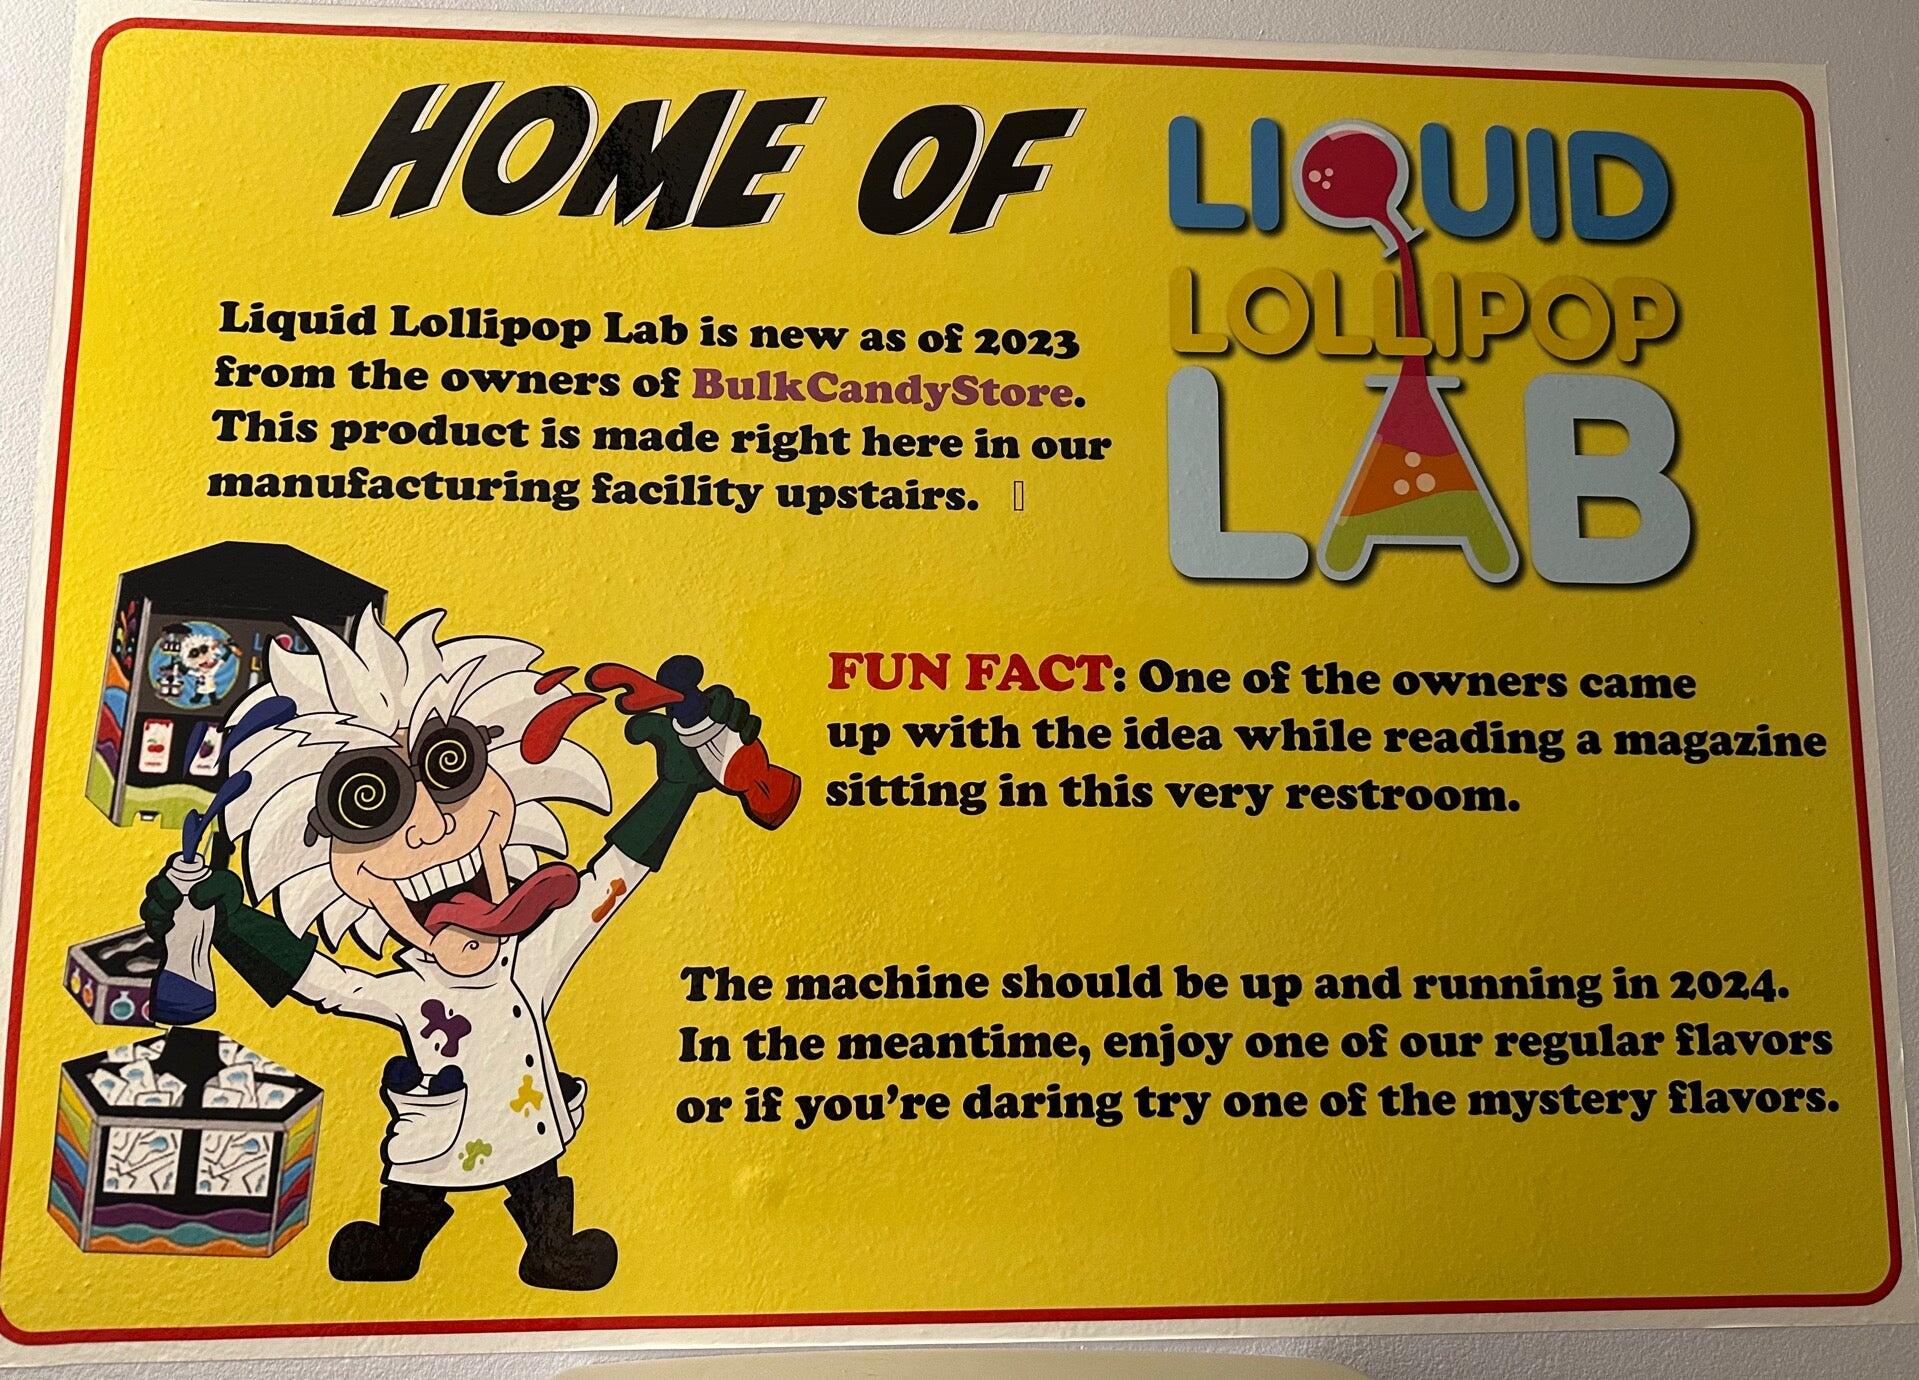 HOME OF
LIQUID
LOLLIPOP
LAB
Liquid Lollipop Lab is new as of 2023
from the owners of BulkCandyStore.
This product is made right here in our
manufacturing facility upstairs.
FUN FACT: One of the owners came
up with the idea while reading a magazine
sitting in this very restroom.
The machine should be up and running in 2024.
In the meantime, enjoy one of our regular flavors
or if you're daring try one of the mystery flavors.